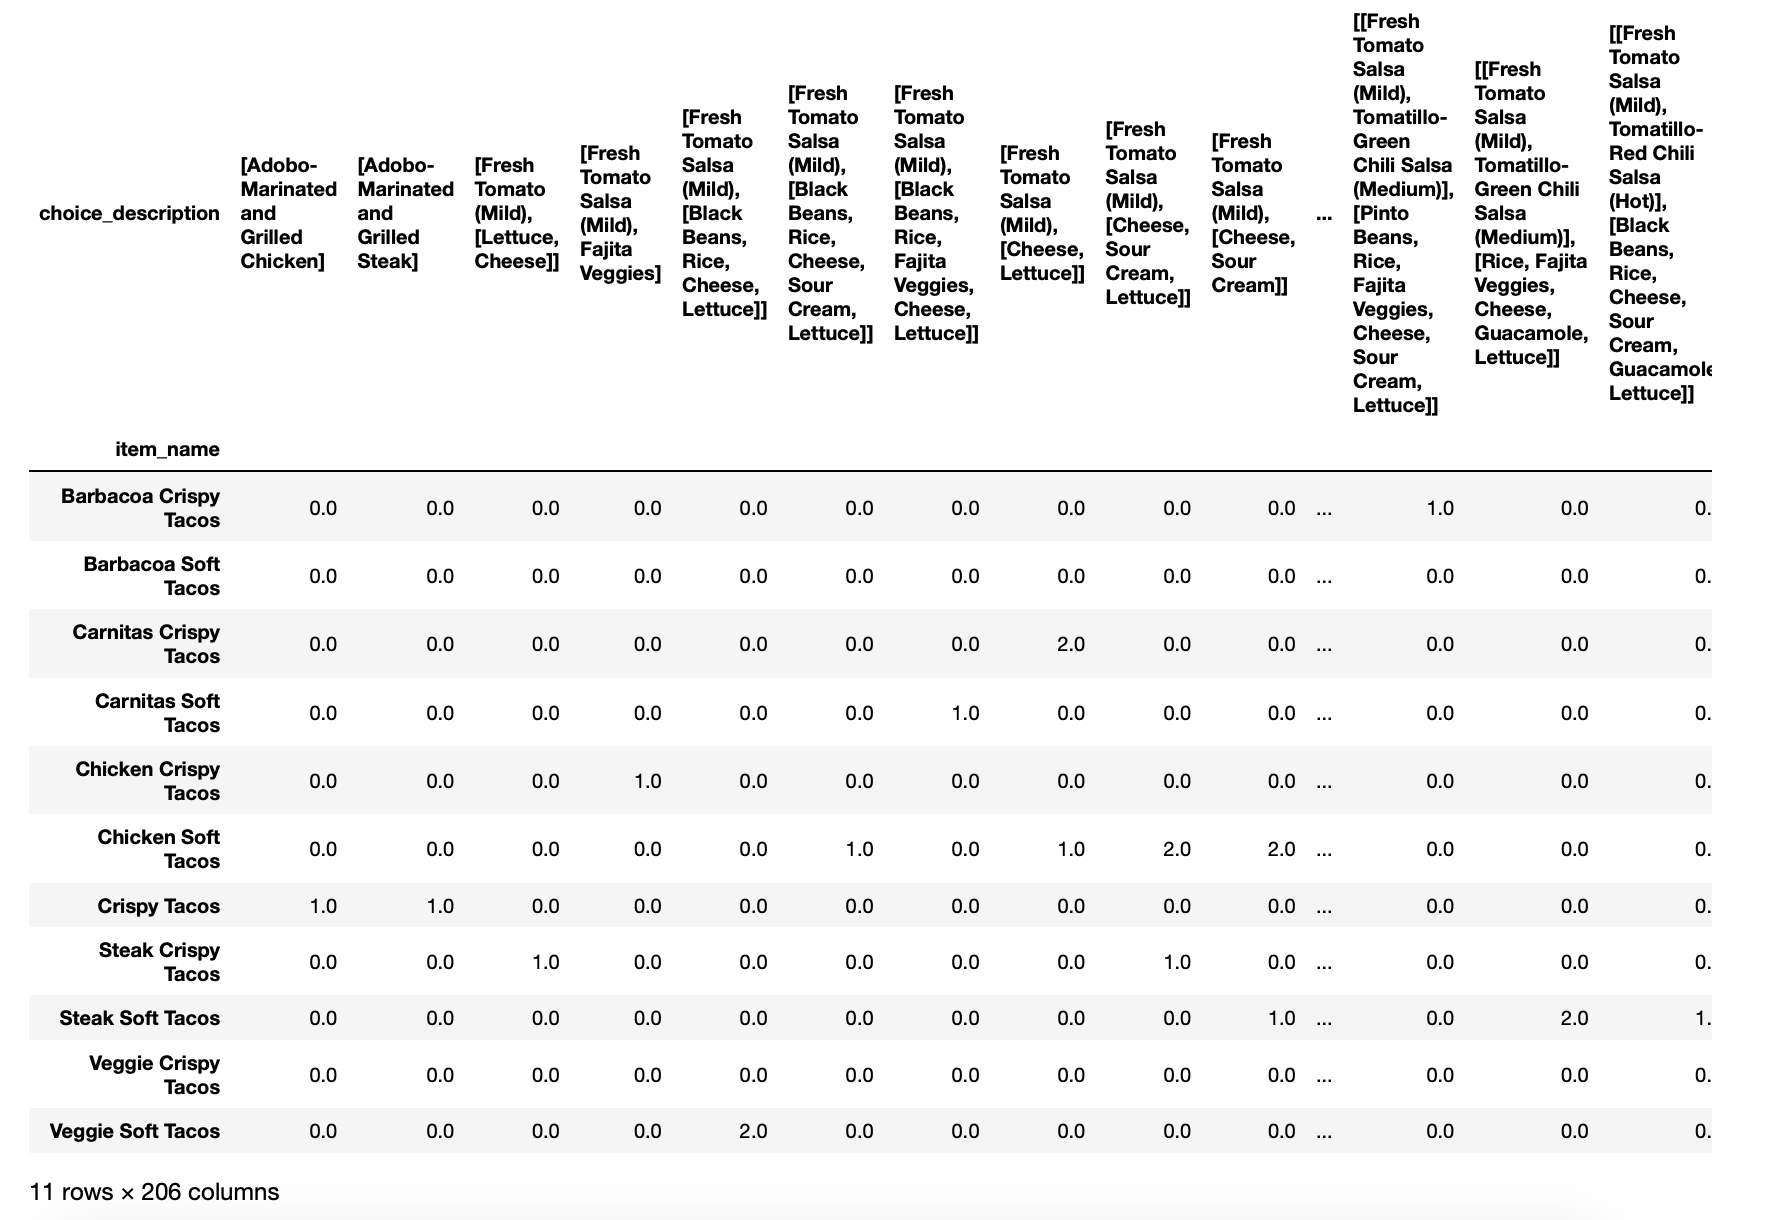 choice_description [Adobo-Marinated and Grilled Chicken] [Adobo-Marinated and Grilled Steak] [Fresh Tomato (Mild), [Lettuce, Cheese]] [Fresh Tomato Salsa (Mild), Fajita Veggies] [Fresh Tomato Salsa (Mild), [Black Beans, Rice, Cheese, Lettuce]] [Fresh Tomato Salsa (Mild), [Black Beans, Rice, Cheese, Sour Cream, Lettuce]] [Fresh Tomato Salsa (Mild), [Black Beans, Rice, Fajita Veggies, Cheese, Lettuce]] [Fresh Tomato Salsa (Mild), [Cheese, Lettuce]] [Fresh Tomato Salsa (Mild), [Cheese, Sour Cream, Lettuce]] [Fresh Tomato Salsa (Mild), [Cheese, Sour Cream]] ... [[Fresh Tomato Salsa (Mild), Tomatillo-Green Chili Salsa (Medium)], [Pinto Beans, Rice, Fajita Veggies, Cheese, Sour Cream, Lettuce]] [[Fresh Tomato Salsa (Mild), Tomatillo-Green Chili Salsa (Medium)], [Rice, Fajita Veggies, Cheese, Guacamole, Lettuce]] [[Fresh Tomato Salsa (Mild), Tomatillo-Red Chili Salsa (Hot)], [Black Beans, Rice, Cheese, Sour Cream, Guacamole Lettuce]]
item_name
Barbacoa Crispy Tacos 0.0 0.0 0.0 0.0 0.0 0.0 0.0 0.0 0.0 0.0 ... 1.0 0.0 0.
Barbacoa Soft Tacos 0.0 0.0 0.0 0.0 0.0 0.0 0.0 0.0 0.0 0.0 ... 0.0 0.0 0.
Carnitas Crispy Tacos 0.0 0.0 0.0 0.0 0.0 0.0 0.0 2.0 0.0 0.0 ... 0.0 0.0 0.
Carnitas Soft Tacos 0.0 0.0 0.0 0.0 0.0 0.0 1.0 0.0 0.0 0.0 ... 0.0 0.0 0.
Chicken Crispy Tacos 0.0 0.0 0.0 1.0 0.0 0.0 0.0 0.0 0.0 0.0 ... 0.0 0.0 0.
Chicken Soft Tacos 0.0 0.0 0.0 0.0 0.0 1.0 0.0 1.0 2.0 2.0 ... 0.0 0.0 0.
Crispy Tacos 1.0 1.0 0.0 0.0 0.0 0.0 0.0 0.0 0.0 0.0 ... 0.0 0.0 0.
Steak Crispy Tacos 0.0 0.0 1.0 0.0 0.0 0.0 0.0 0.0 1.0 0.0 ... 0.0 0.0 0.
Steak Soft Tacos 0.0 0.0 0.0 0.0 0.0 0.0 0.0 0.0 0.0 1.0 ... 0.0 2.0 1.
Veggie Crispy Tacos 0.0 0.0 0.0 0.0 0.0 0.0 0.0 0.0 0.0 0.0 ... 0.0 0.0 0.
Veggie Soft Tacos 0.0 0.0 0.0 0.0 2.0 0.0 0.0 0.0 0.0 0.0 ... 0.0 0.0 0.
11 rows × 206 columns